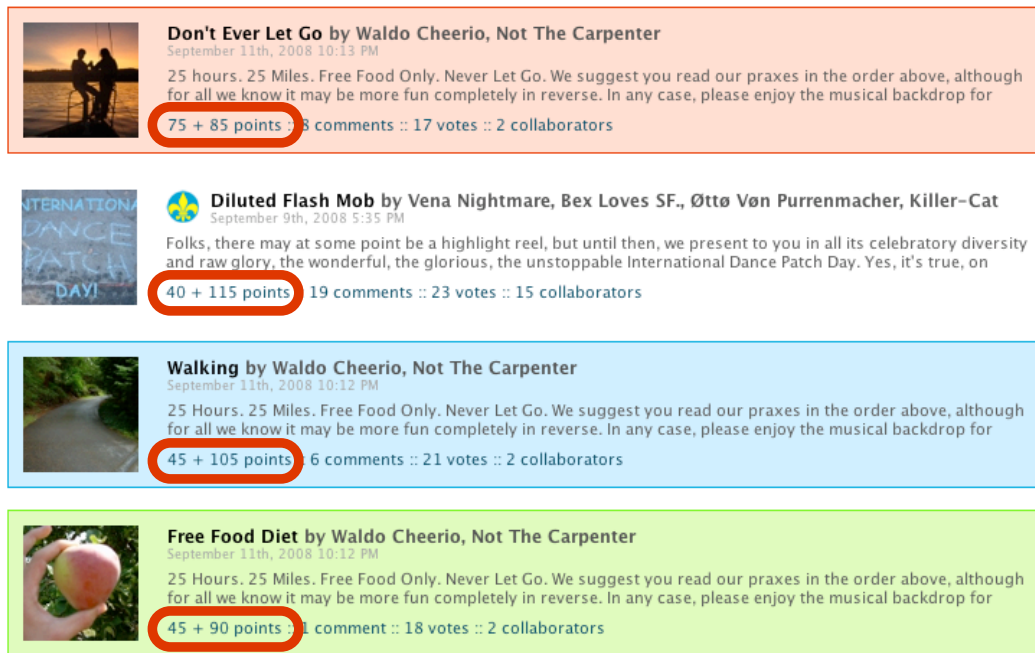 Don't Ever Let Go by Waldo Cheerio, Not The Carpenter
September 11th, 2008 10:13 PM
25 hours. 25 Miles. Free Food Only. Never Let Go. We suggest you read our praxes in the order above, although
for all we know it may be more fun completely in reverse. In any case, please enjoy the musical backdrop for
75 + 85 points :: 8 comments :: 17 votes :: 2 collaborators
INTERNATIONA
DANCE
PATCH
DAY!
Diluted Flash Mob by Vena Nightmare, Bex Loves SF., Øttø Vøn Purrenmacher, Killer-Cat
September 9th, 2008 5:35 PM
Folks, there may at some point be a highlight reel, but until then, we present to you in all its celebratory diversity
and raw glory, the wonderful, the glorious, the unstoppable International Dance Patch Day. Yes, it's true, on
40 + 115 points 19 comments :: 23 votes :: 15 collaborators
Walking by Waldo Cheerio, Not The Carpenter
September 11th, 2008 10:12 PM
25 Hours. 25 Miles. Free Food Only. Never Let Go. We suggest you read our praxes in the order above, although
for all we know it may be more fun completely in reverse. In any case, please enjoy the musical backdrop for
45 + 105 points : 6 comments :: 21 votes :: 2 collaborators
Free Food Diet by Waldo Cheerio, Not The Carpenter
September 11th, 2008 10:12 PM
25 Hours. 25 Miles. Free Food Only. Never Let Go. We suggest you read our praxes in the order above, although
for all we know it may be more fun completely in reverse. In any case, please enjoy the musical backdrop for
45 + 90 points :: 1 comment :: 18 votes :: 2 collaborators